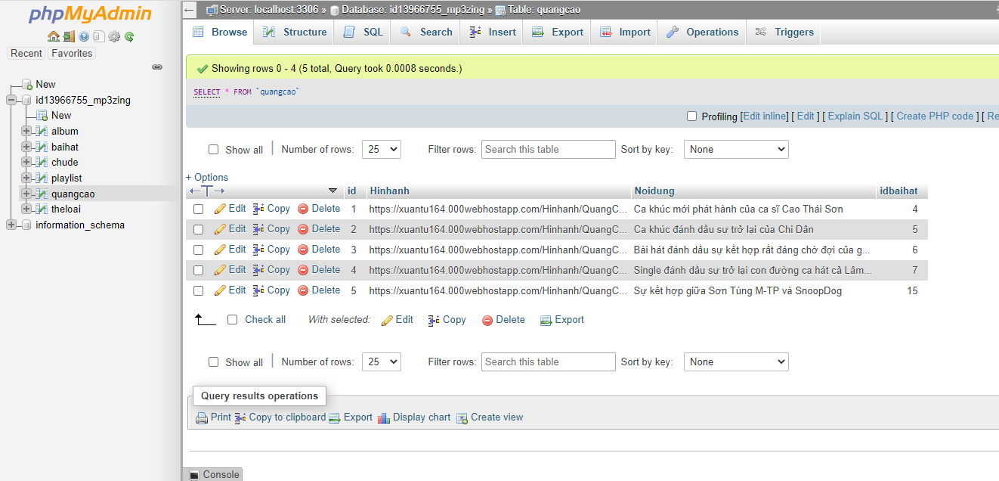 phpMyAdmin
Recent Favorites
New
id13966755_mp3zing
New
album
baihat
chude
playlist
quangcao
theloai
information_schema
Server: localhost:3306 » Database: id13966755_mp3zing » Table: quangcao
Browse Structure SQL Search Insert Export Import Operations Triggers
Showing rows 0 - 4 (5 total, Query took 0.0008 seconds.)
SELECT * FROM `quangcao`
Profiling [Edit inline] [ Edit ] [ Explain SQL ] [ Create PHP code ] [ Re
Show all Number of rows: 25 Filter rows: Search this table Sort by key: None
+ Options
id Hinhanh Noidung idbaihat
Edit Copy Delete 1 https://xuantu164.000webhostapp.com/Hinhanh/QuangC... Ca khúc mới phát hành của ca sĩ Cao Thái Sơn 4
Edit Copy Delete 2 https://xuantu164.000webhostapp.com/Hinhanh/QuangC... Ca khúc đánh dấu sự trở lại của Chi Dân 5
Edit Copy Delete 3 https://xuantu164.000webhostapp.com/Hinhanh/QuangC... Bài hát đánh dấu sự kết hợp rất đáng chờ đợi của g... 6
Edit Copy Delete 4 https://xuantu164.000webhostapp.com/Hinhanh/QuangC... Single đánh dấu sự trở lại con đường ca hát cả Lâm... 7
Edit Copy Delete 5 https://xuantu164.000webhostapp.com/Hinhanh/QuangC... Sự kết hợp giữa Sơn Tùng M-TP và SnoopDog 15
Check all With selected: Edit Copy Delete Export
Show all Number of rows: 25 Filter rows: Search this table Sort by key: None
Query results operations
Print Copy to clipboard Export Display chart Create view
Console